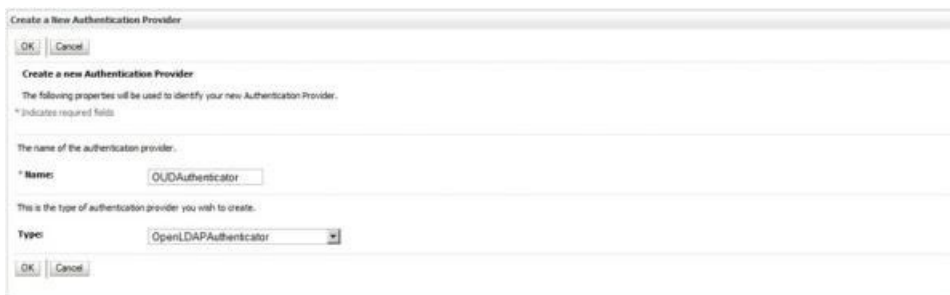 Create a New Authentication Provider
OK Cancel
Create a new Authentication Provider
The following properties will be used to identify your new Authentication Provider.
* Indicates required fields
The name of the authentication provider.
* Name: OUDAuthenticator
This is the type of authentication provider you wish to create.
Type: OpenLDAPAuthenticator
OK Cancel